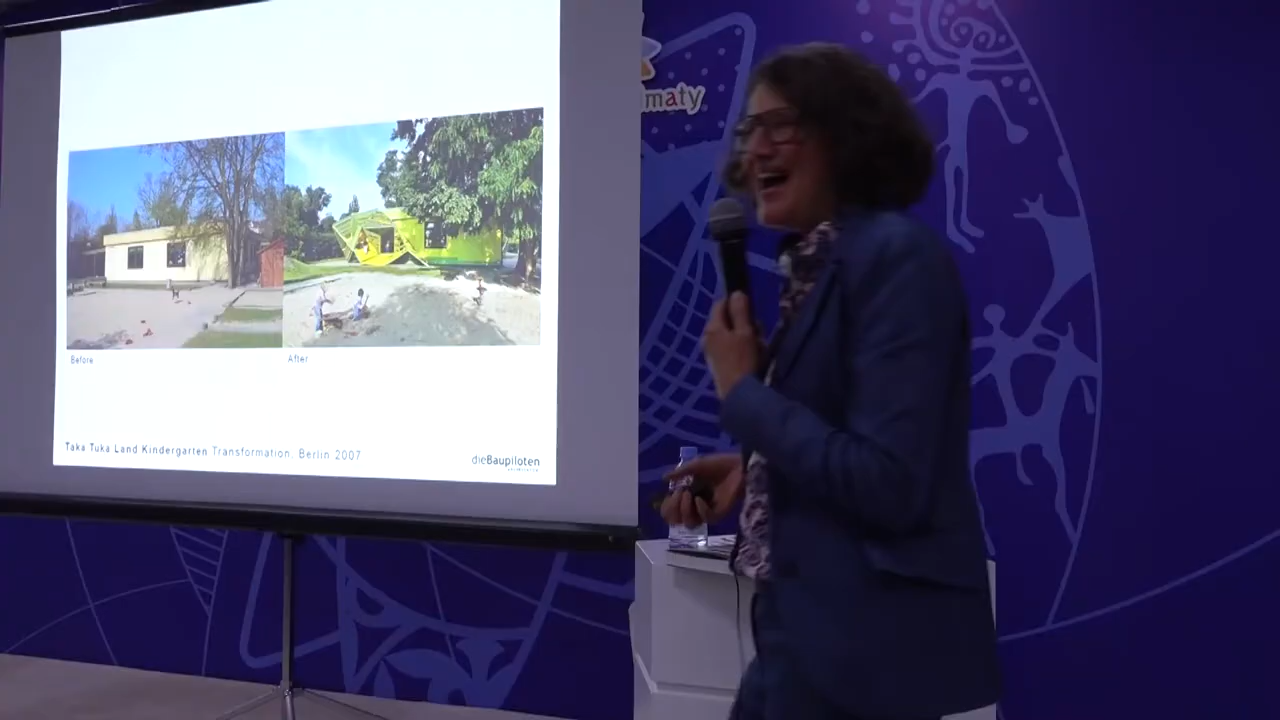 Before
After
Taka Tuka Land Kindergarten Transformation, Berlin 2007
dieBaupiloten
maty